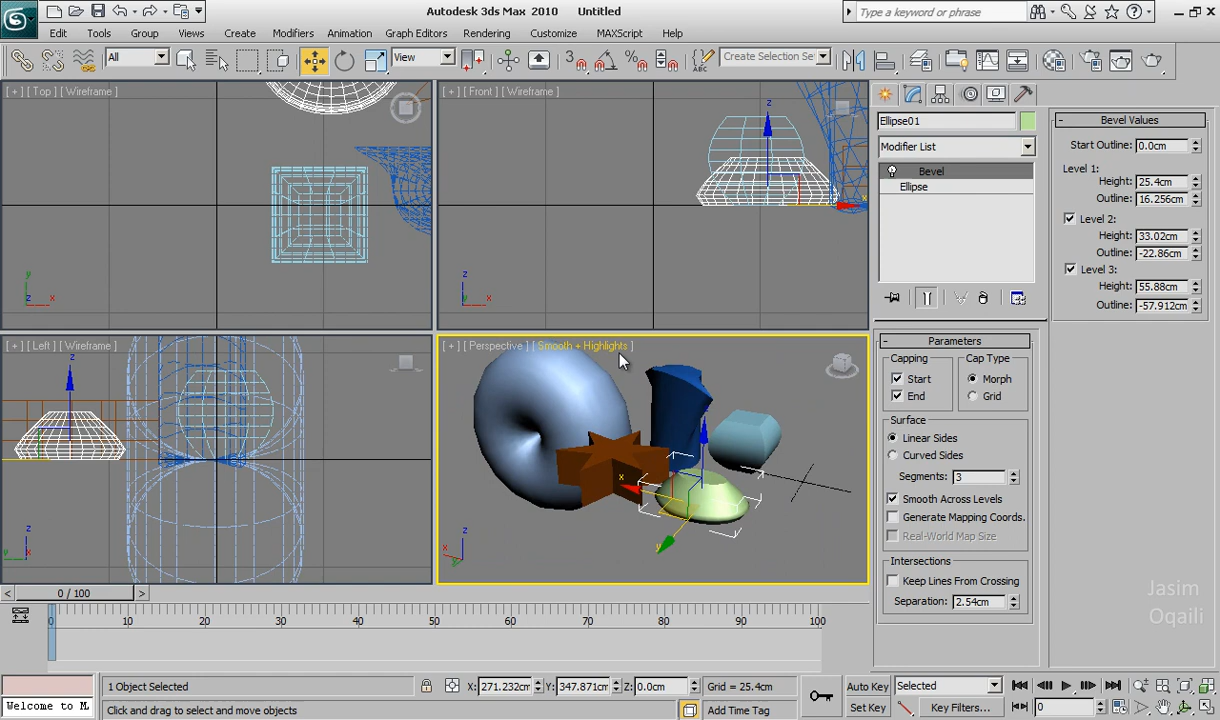 Autodesk 3ds Max 2010 Untitled
Type a keyword or phrase
Edit Tools Group Views Create Modifiers Animation Graph Editors Rendering Customize MAXScript Help
All View Create Selection Se
[ + ] [ Top ] [ Wireframe ]
[ + ] [ Front ] [ Wireframe ]
[ + ] [ Left ] [ Wireframe ]
[ + ] [ Perspective ] [ Smooth + Highlights ]
Ellipse01
Modifier List
Bevel
Ellipse
Parameters
Capping
Start
End
Cap Type
Morph
Grid
Surface
Linear Sides
Curved Sides
Segments: 3
Smooth Across Levels
Generate Mapping Coords.
Real-World Map Size
Intersections
Keep Lines From Crossing
Separation: 2.54cm
Bevel Values
Start Outline: 0.0cm
Level 1:
Height: 25.4cm
Outline: 16.256cm
Level 2:
Height: 33.02cm
Outline: -22.86cm
Level 3:
Height: 55.88cm
Outline: -57.912cm
Jasim
Oqaili
0 / 100
0 10 20 30 40 50 60 70 80 90 100
1 Object Selected X: 271.232cm Y: 347.871cm Z: 0.0cm Grid = 25.4cm Auto Key Selected
Welcome to M. Click and drag to select and move objects Add Time Tag Set Key Key Filters... 0